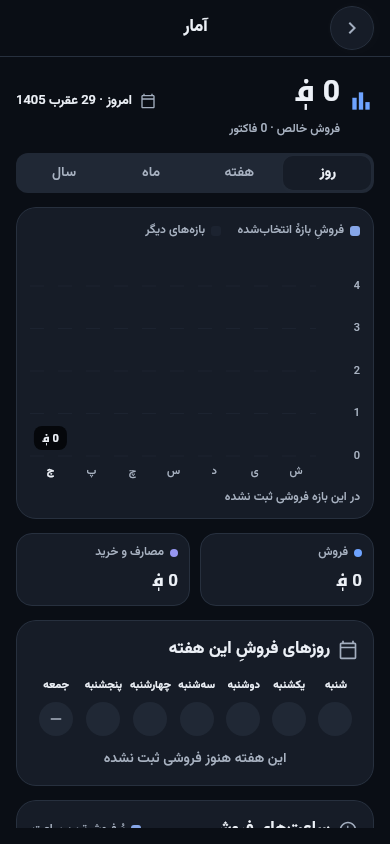 آمار
0 ؋
فروش خالص · 0 فاکتور
امروز · 29 عقرب 1405
روز هفته ماه سال
فروشِ بازهٔ انتخاب‌شده بازه‌های دیگر
4
3
2
1
0
0 ؋
ش ی د س چ پ ج
در این بازه فروشی ثبت نشده
فروش
0 ؋
مصارف و خرید
0 ؋
روزهای فروشِ این هفته
شنبه یکشنبه دوشنبه سه‌شنبه چهارشنبه پنجشنبه جمعه
–
این هفته هنوز فروشی ثبت نشده